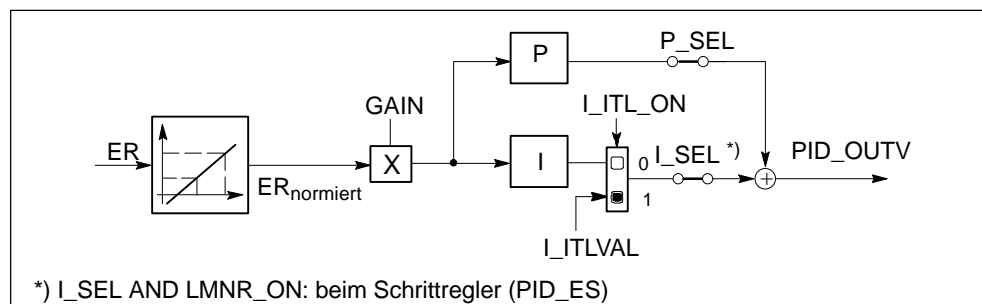 P
P_SEL
GAIN
I_ITL_ON
ER
ERnormiert
X
I
0
I_SEL *)
PID_OUTV
1
I_ITLVAL
*) I_SEL AND LMNR_ON: beim Schrittregler (PID_ES)